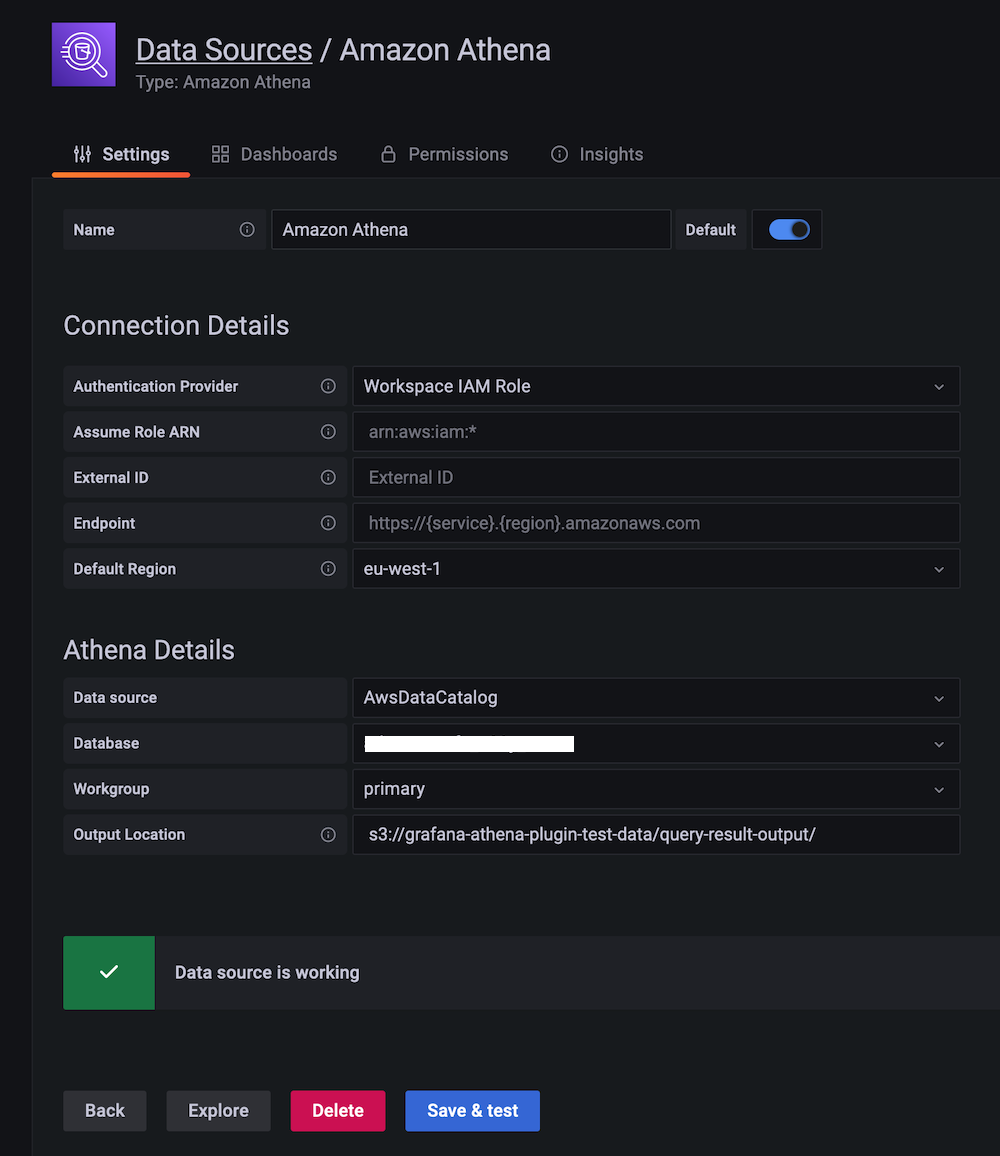 Data Sources / Amazon Athena
Type: Amazon Athena
Settings Dashboards Permissions Insights
Name Amazon Athena Default
Connection Details
Authentication Provider Workspace IAM Role
Assume Role ARN arn:aws:iam:*
External ID External ID
Endpoint https://{service}.{region}.amazonaws.com
Default Region eu-west-1
Athena Details
Data source AwsDataCatalog
Database
Workgroup primary
Output Location s3://grafana-athena-plugin-test-data/query-result-output/
Data source is working
Back Explore Delete Save & test